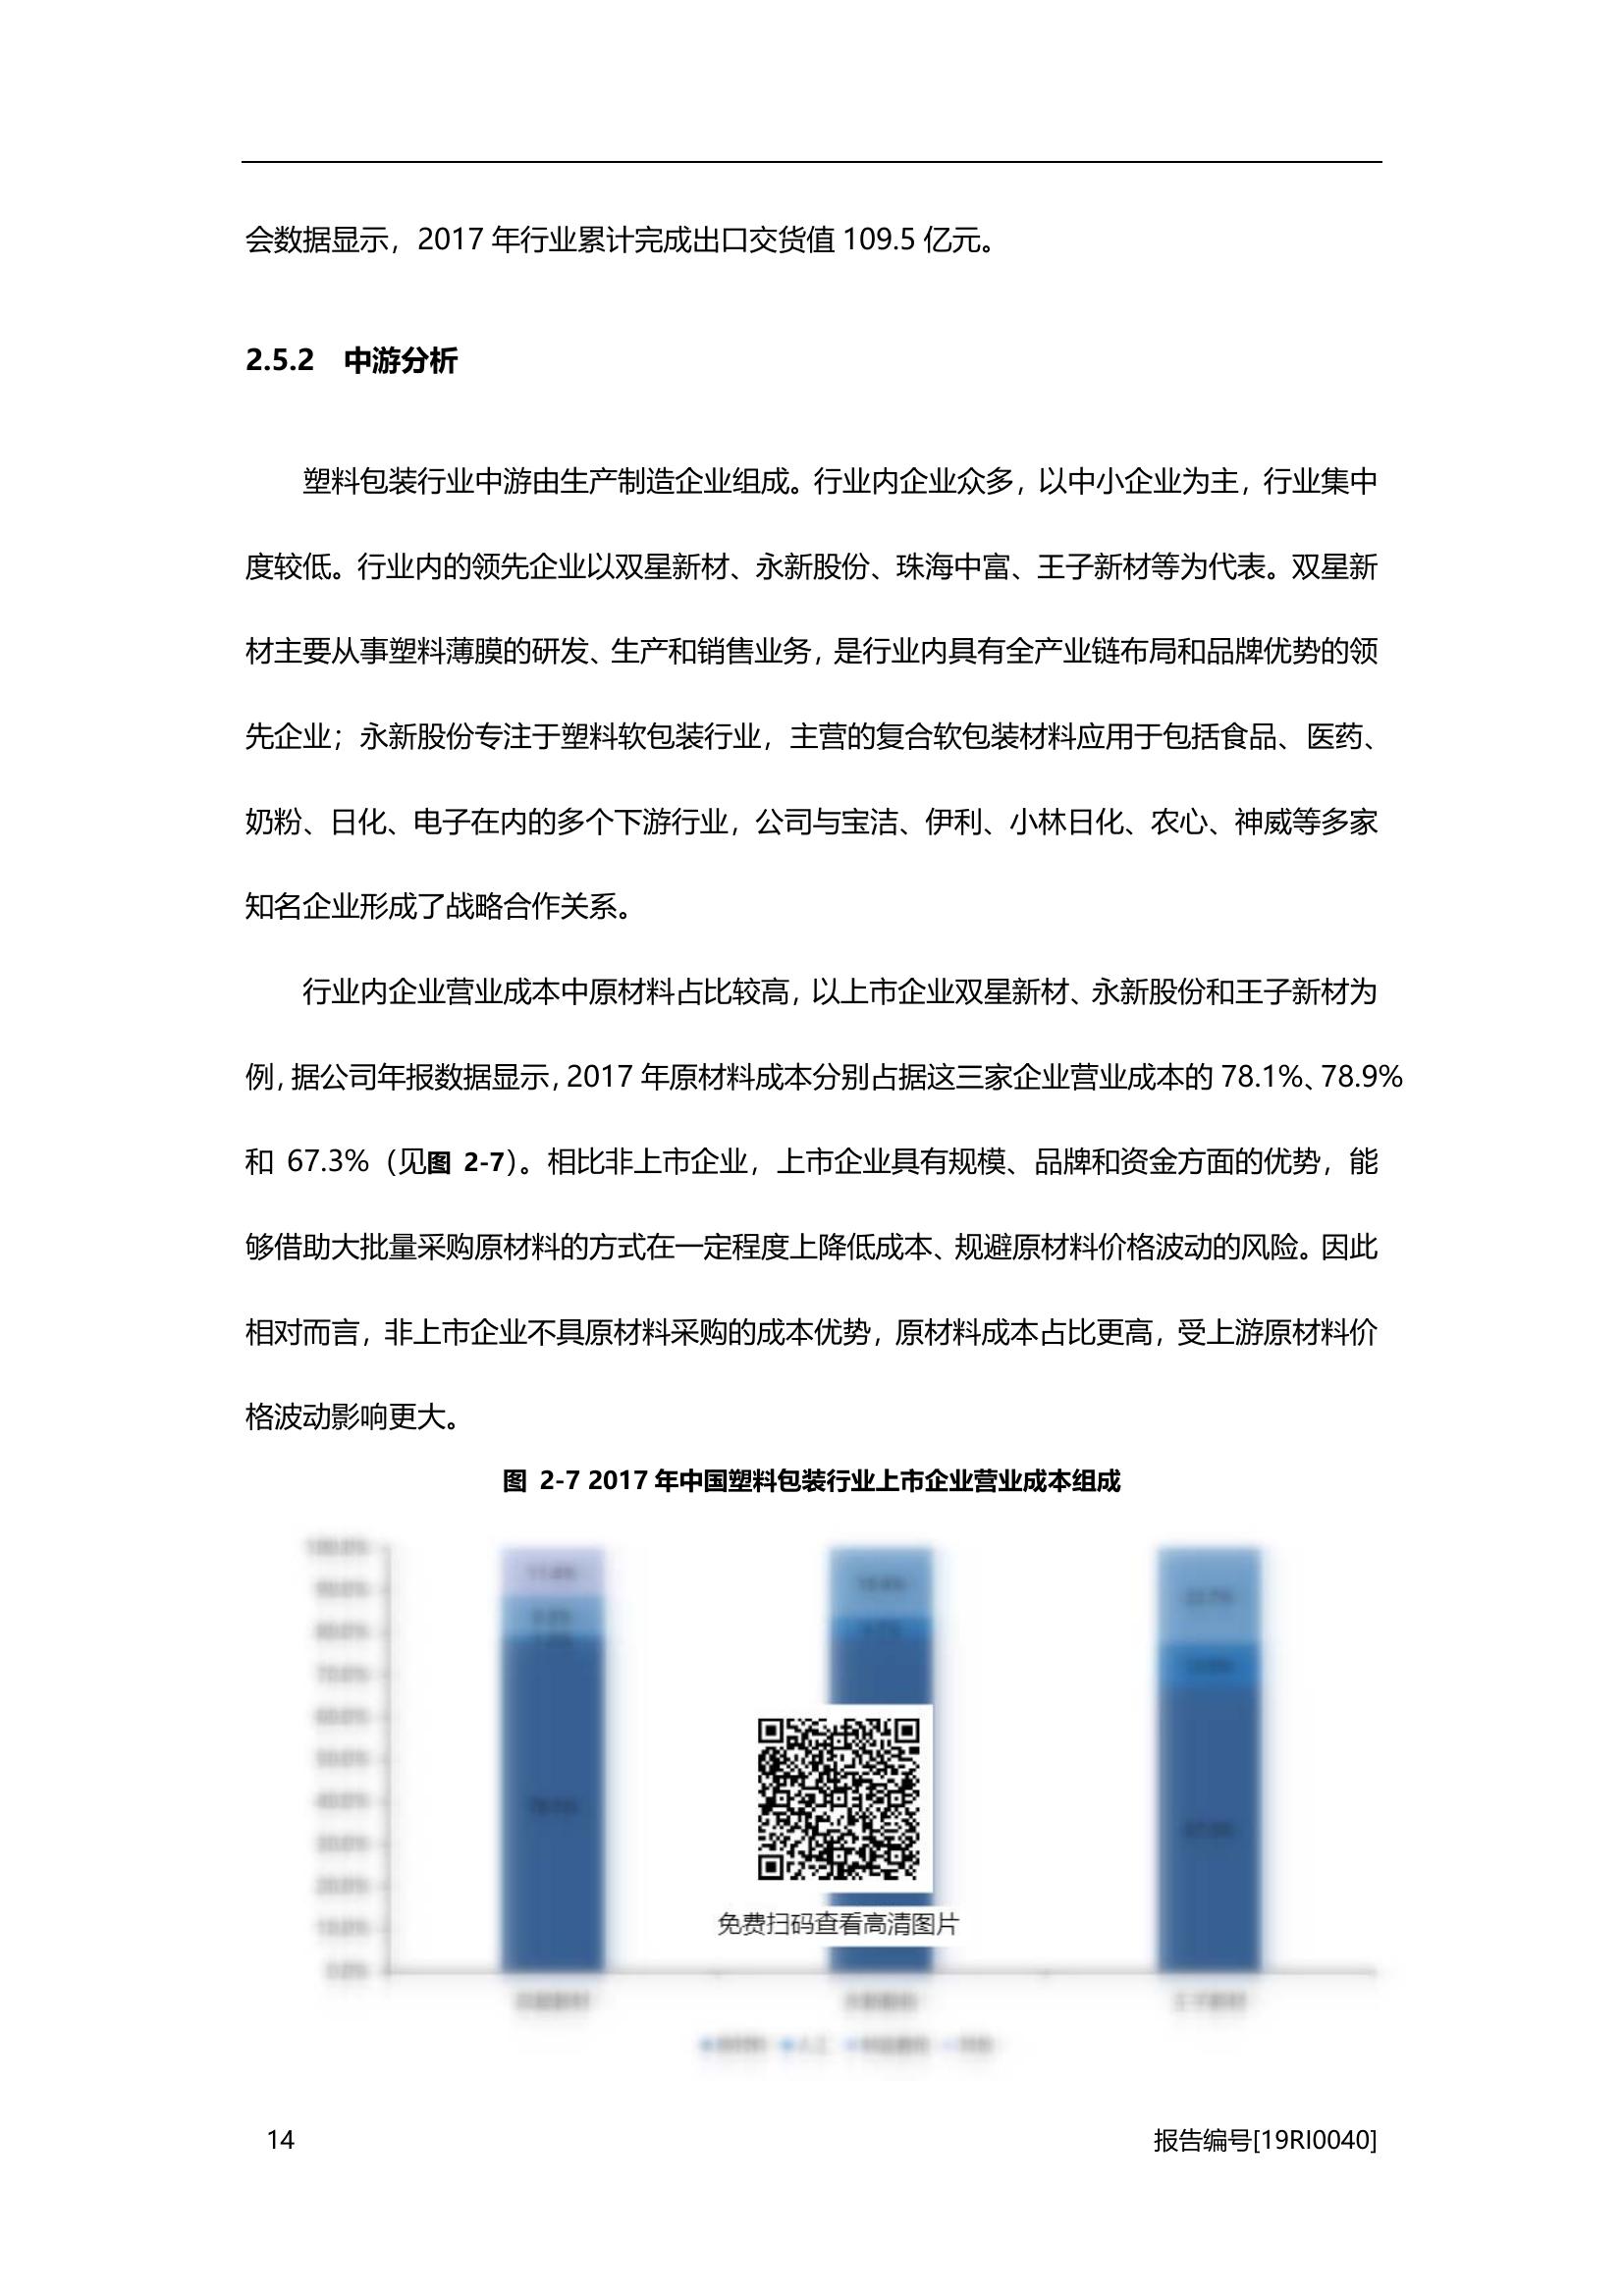 会数据显示，2017 年行业累计完成出口交货值 109.5 亿元。
2.5.2 中游分析
塑料包装行业中游由生产制造企业组成。行业内企业众多，以中小企业为主，行业集中
度较低。行业内的领先企业以双星新材、永新股份、珠海中富、王子新材等为代表。双星新
材主要从事塑料薄膜的研发、生产和销售业务，是行业内具有全产业链布局和品牌优势的领
先企业；永新股份专注于塑料软包装行业，主营的复合软包装材料应用于包括食品、医药、
奶粉、日化、电子在内的多个下游行业，公司与宝洁、伊利、小林日化、农心、神威等多家
知名企业形成了战略合作关系。
行业内企业营业成本中原材料占比较高，以上市企业双星新材、永新股份和王子新材为
例，据公司年报数据显示，2017 年原材料成本分别占据这三家企业营业成本的 78.1%、78.9%
和 67.3%（见图 2-7）。相比非上市企业，上市企业具有规模、品牌和资金方面的优势，能
够借助大批量采购原材料的方式在一定程度上降低成本、规避原材料价格波动的风险。因此
相对而言，非上市企业不具原材料采购的成本优势，原材料成本占比更高，受上游原材料价
格波动影响更大。
图 2-7 2017 年中国塑料包装行业上市企业营业成本组成
免费扫码查看高清图片
14
报告编号[19RI0040]